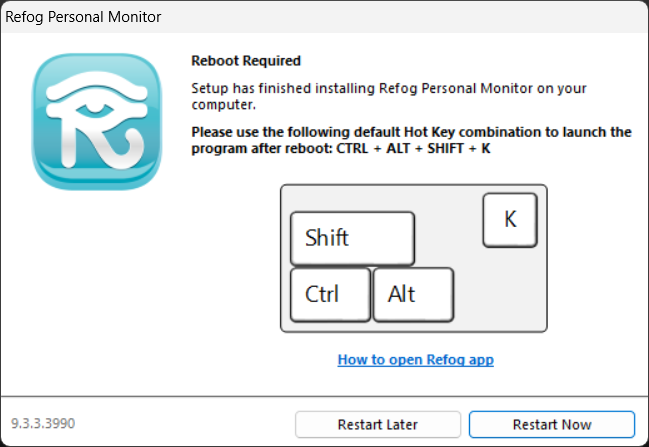 Refog Personal Monitor
Reboot Required
Setup has finished installing Refog Personal Monitor on your
computer.
Please use the following default Hot Key combination to launch the
program after reboot: CTRL + ALT + SHIFT + K
K
Shift
Ctrl
Alt
How to open Refog app
9.3.3.3990
Restart Later
Restart Now